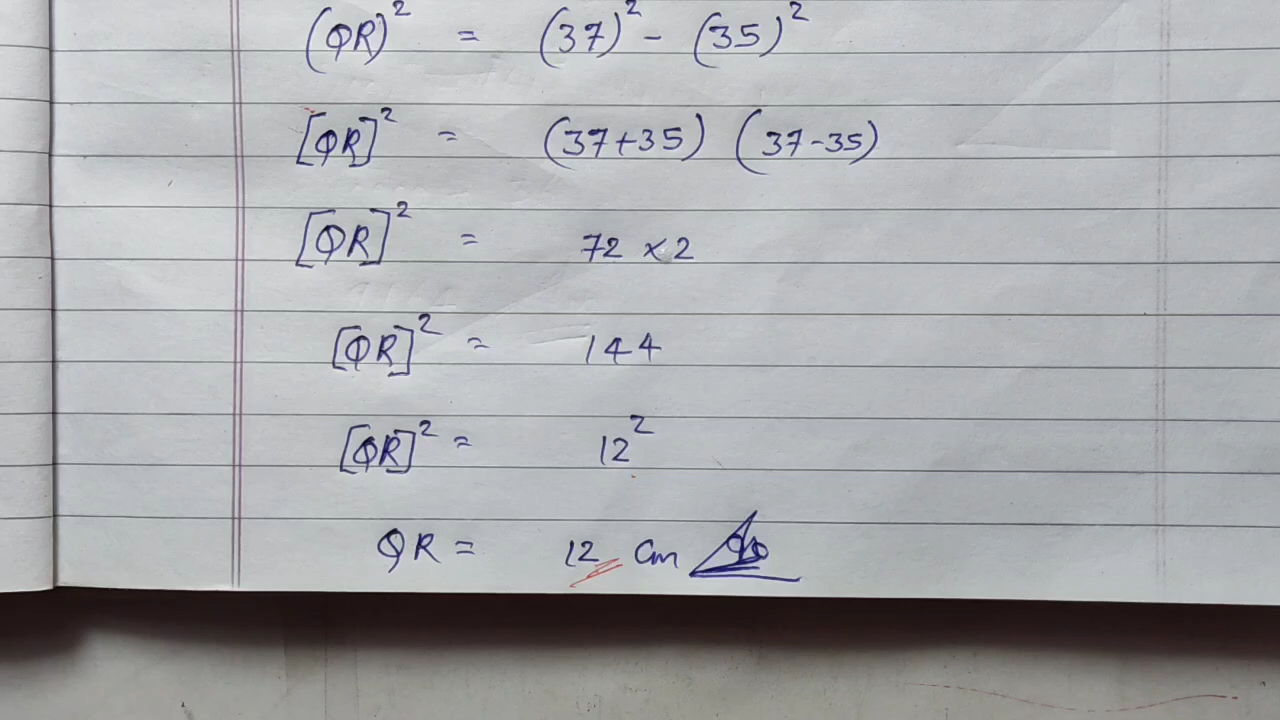 (QR)² = (37)² - (35)²
[QR]² = (37+35) (37-35)
[QR]² = 72 × 2
[QR]² = 144
[QR]² = 12²
QR = 12 cm